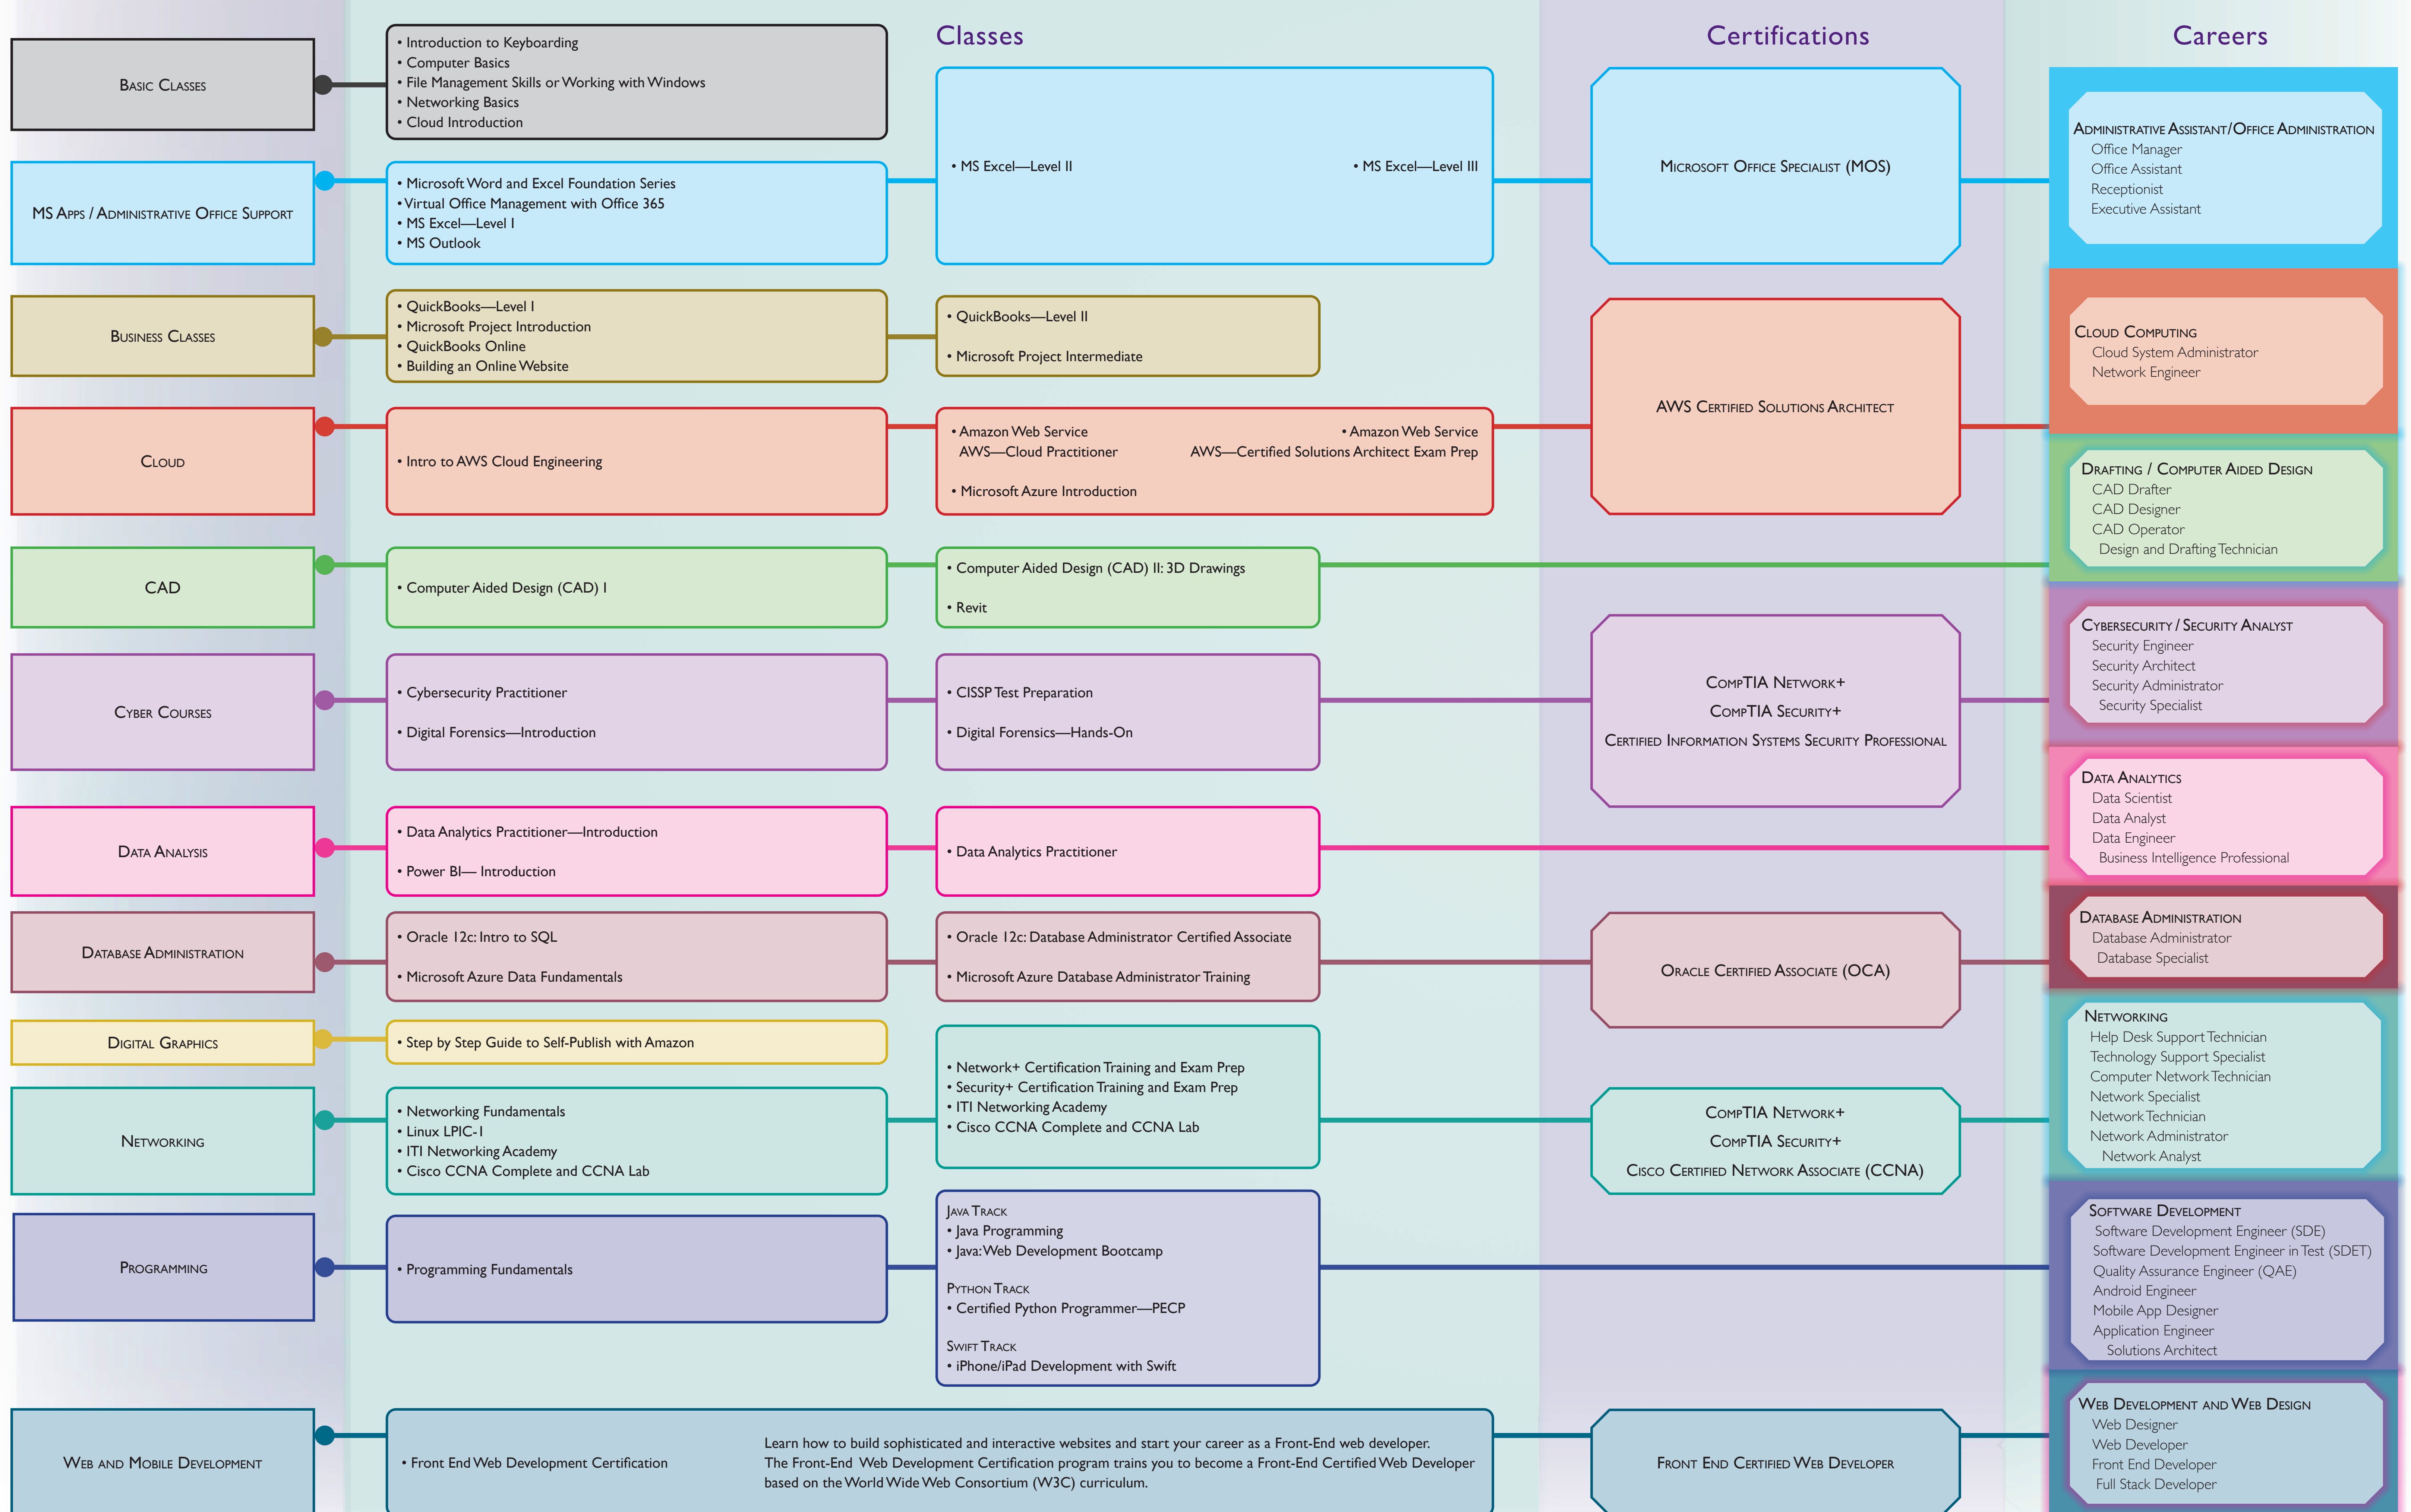 Classes
Certifications
Careers
Basic Classes
• Introduction to Keyboarding
• Computer Basics
• File Management Skills or Working with Windows
• Networking Basics
• Cloud Introduction
MS Apps / Administrative Office Support
• Microsoft Word and Excel Foundation Series
• Virtual Office Management with Office 365
• MS Excel—Level I
• MS Outlook
• MS Excel—Level II
• MS Excel—Level III
Microsoft Office Specialist (MOS)
Administrative Assistant/Office Administration
Office Manager
Office Assistant
Receptionist
Executive Assistant
Business Classes
• QuickBooks—Level I
• Microsoft Project Introduction
• QuickBooks Online
• Building an Online Website
• QuickBooks—Level II
• Microsoft Project Intermediate
Cloud
• Intro to AWS Cloud Engineering
• Amazon Web Service
AWS—Cloud Practitioner
• Microsoft Azure Introduction
• Amazon Web Service
AWS—Certified Solutions Architect Exam Prep
AWS Certified Solutions Architect
Cloud Computing
Cloud System Administrator
Network Engineer
CAD
• Computer Aided Design (CAD) I
• Computer Aided Design (CAD) II: 3D Drawings
• Revit
Drafting / Computer Aided Design
CAD Drafter
CAD Designer
CAD Operator
Design and Drafting Technician
Cyber Courses
• Cybersecurity Practitioner
• Digital Forensics—Introduction
• CISSP Test Preparation
• Digital Forensics—Hands-On
CompTIA Network+
CompTIA Security+
Certified Information Systems Security Professional
Cybersecurity / Security Analyst
Security Engineer
Security Architect
Security Administrator
Security Specialist
Data Analysis
• Data Analytics Practitioner—Introduction
• Power BI— Introduction
• Data Analytics Practitioner
Data Analytics
Data Scientist
Data Analyst
Data Engineer
Business Intelligence Professional
Database Administration
• Oracle 12c: Intro to SQL
• Microsoft Azure Data Fundamentals
• Oracle 12c: Database Administrator Certified Associate
• Microsoft Azure Database Administrator Training
Oracle Certified Associate (OCA)
Database Administration
Database Administrator
Database Specialist
Digital Graphics
• Step by Step Guide to Self-Publish with Amazon
Networking
• Networking Fundamentals
• Linux LPIC-1
• ITI Networking Academy
• Cisco CCNA Complete and CCNA Lab
• Network+ Certification Training and Exam Prep
• Security+ Certification Training and Exam Prep
• ITI Networking Academy
• Cisco CCNA Complete and CCNA Lab
CompTIA Network+
CompTIA Security+
Cisco Certified Network Associate (CCNA)
Networking
Help Desk Support Technician
Technology Support Specialist
Computer Network Technician
Network Specialist
Network Technician
Network Administrator
Network Analyst
Programming
• Programming Fundamentals
Java Track
• Java Programming
• Java: Web Development Bootcamp
Python Track
• Certified Python Programmer—PECP
Swift Track
• iPhone/iPad Development with Swift
Software Development
Software Development Engineer (SDE)
Software Development Engineer in Test (SDET)
Quality Assurance Engineer (QAE)
Android Engineer
Mobile App Designer
Application Engineer
Solutions Architect
Web and Mobile Development
• Front End Web Development Certification
Learn how to build sophisticated and interactive websites and start your career as a Front-End web developer.
The Front-End Web Development Certification program trains you to become a Front-End Certified Web Developer
based on the World Wide Web Consortium (W3C) curriculum.
Front End Certified Web Developer
Web Development and Web Design
Web Designer
Web Developer
Front End Developer
Full Stack Developer